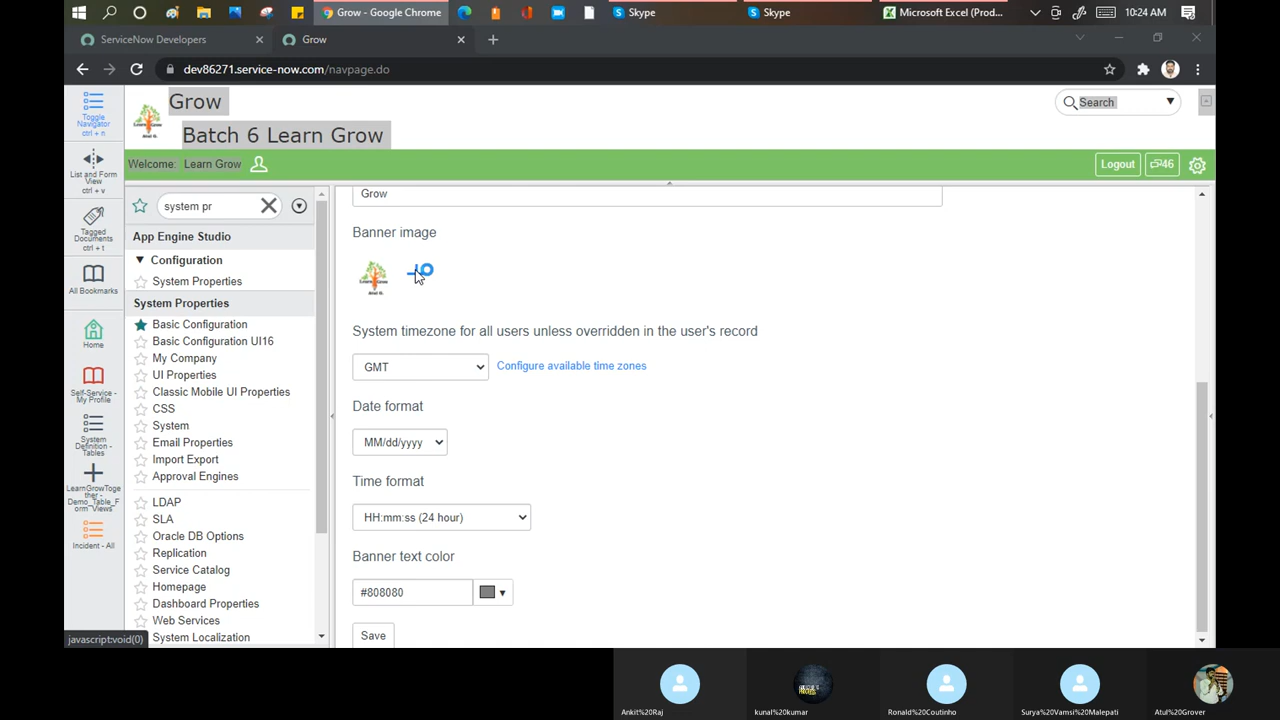 Grow - Google Chrome
Skype
Skype
Microsoft Excel (Prod...
10:24 AM
ServiceNow Developers
Grow
dev86271.service-now.com/navpage.do
Toggle
Navigator
ctrl + n
List and Form
View
ctrl + v
Tagged
Documents
ctrl + t
All Bookmarks
Home
Self-Service -
My Profile
System
Definition -
Tables
LearnGrowToge
ther -
Demo_Table_F
orm_Views
Incident - All
Grow
Batch 6 Learn Grow
Search
Welcome: Learn Grow
Logout
46
system pr
App Engine Studio
Configuration
System Properties
System Properties
Basic Configuration
Basic Configuration UI16
My Company
UI Properties
Classic Mobile UI Properties
CSS
System
Email Properties
Import Export
Approval Engines
LDAP
SLA
Oracle DB Options
Replication
Service Catalog
Homepage
Dashboard Properties
Web Services
System Localization
javascript:void(0)
Grow
Banner image
System timezone for all users unless overridden in the user's record
GMT
Configure available time zones
Date format
MM/dd/yyyy
Time format
HH:mm:ss (24 hour)
Banner text color
#808080
Save
Ankit%20Raj
kunal%20kumar
Ronald%20Coutinho
Surya%20Vamsi%20Malepati
Atul%20Grover